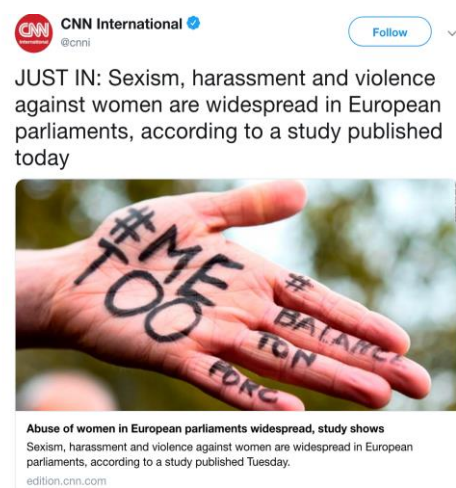 CNN
International
CNN International
@cnni
Follow
JUST IN: Sexism, harassment and violence
against women are widespread in European
parliaments, according to a study published
today
#ME
TOO
#
BALANCE
TON
PORC
Abuse of women in European parliaments widespread, study shows
Sexism, harassment and violence against women are widespread in European
parliaments, according to a study published Tuesday.
edition.cnn.com